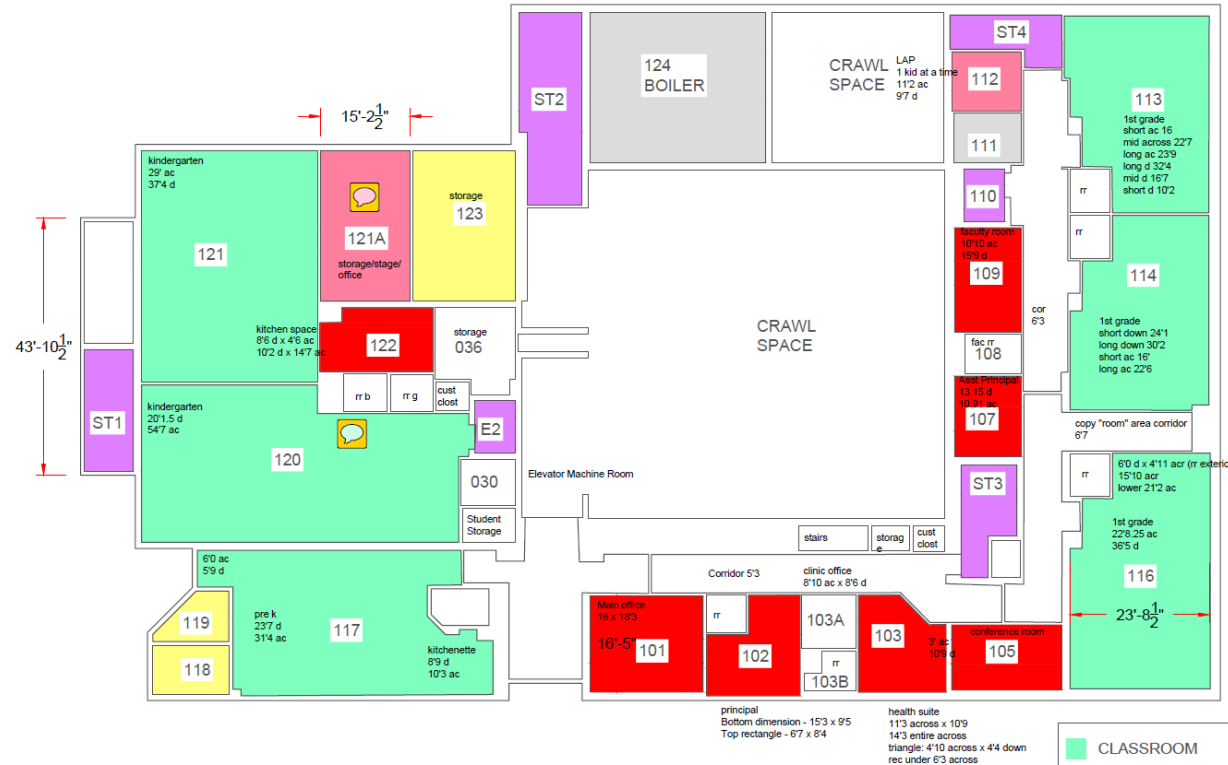 ST4
124
BOILER
CRAWL
SPACE
LAP
1 kid at a time
11'2 ac
9'7 d
112
ST2
113
1st grade
short ac 16
mid across 22'7
long ac 23'9
long d 32'4
mid d 16'7
short d 10'2
15'-2 1/2"
111
kindergarten
29' ac
37'4 d
110
rr
storage
123
121A
storage/stage/
office
121
rr
faculty room
10'10 ac
15'9 d
109
114
43'-10 1/2"
cor
6'3
kitchen space
8'6 d x 4'6 ac
10'2 d x 14'7 ac
122
storage
036
CRAWL
SPACE
1st grade
short down 24'1
long down 30'2
short ac 16'
long ac 22'6
fac rr
108
Asst Principal
13.15 d
10.91 ac
107
rr b
rr g
cust
clost
kindergarten
20'1.5 d
54'7 ac
ST1
E2
copy "room" area corridor
6'7
120
030
Elevator Machine Room
ST3
rr
6'0 d x 4'11 acr (rr exterio
15'10 acr
lower 21'2 ac
Student
Storage
1st grade
22'8.25 ac
36'5 d
stairs
storag
e
cust
clost
6'0 ac
5'9 d
Corridor 5'3
clinic office
8'10 ac x 8'6 d
116
23'-8 1/2"
119
pre k
23'7 d
31'4 ac
117
Main office
16 x 16'3
16'-5"
101
rr
102
103A
103
3' ac
10'9 d
conference room
105
kitchenette
8'9 d
10'3 ac
118
rr
103B
principal
Bottom dimension - 15'3 x 9'5
Top rectangle - 6'7 x 8'4
health suite
11'3 across x 10'9
14'3 entire across
triangle: 4'10 across x 4'4 down
rec under 6'3 across
CLASSROOM